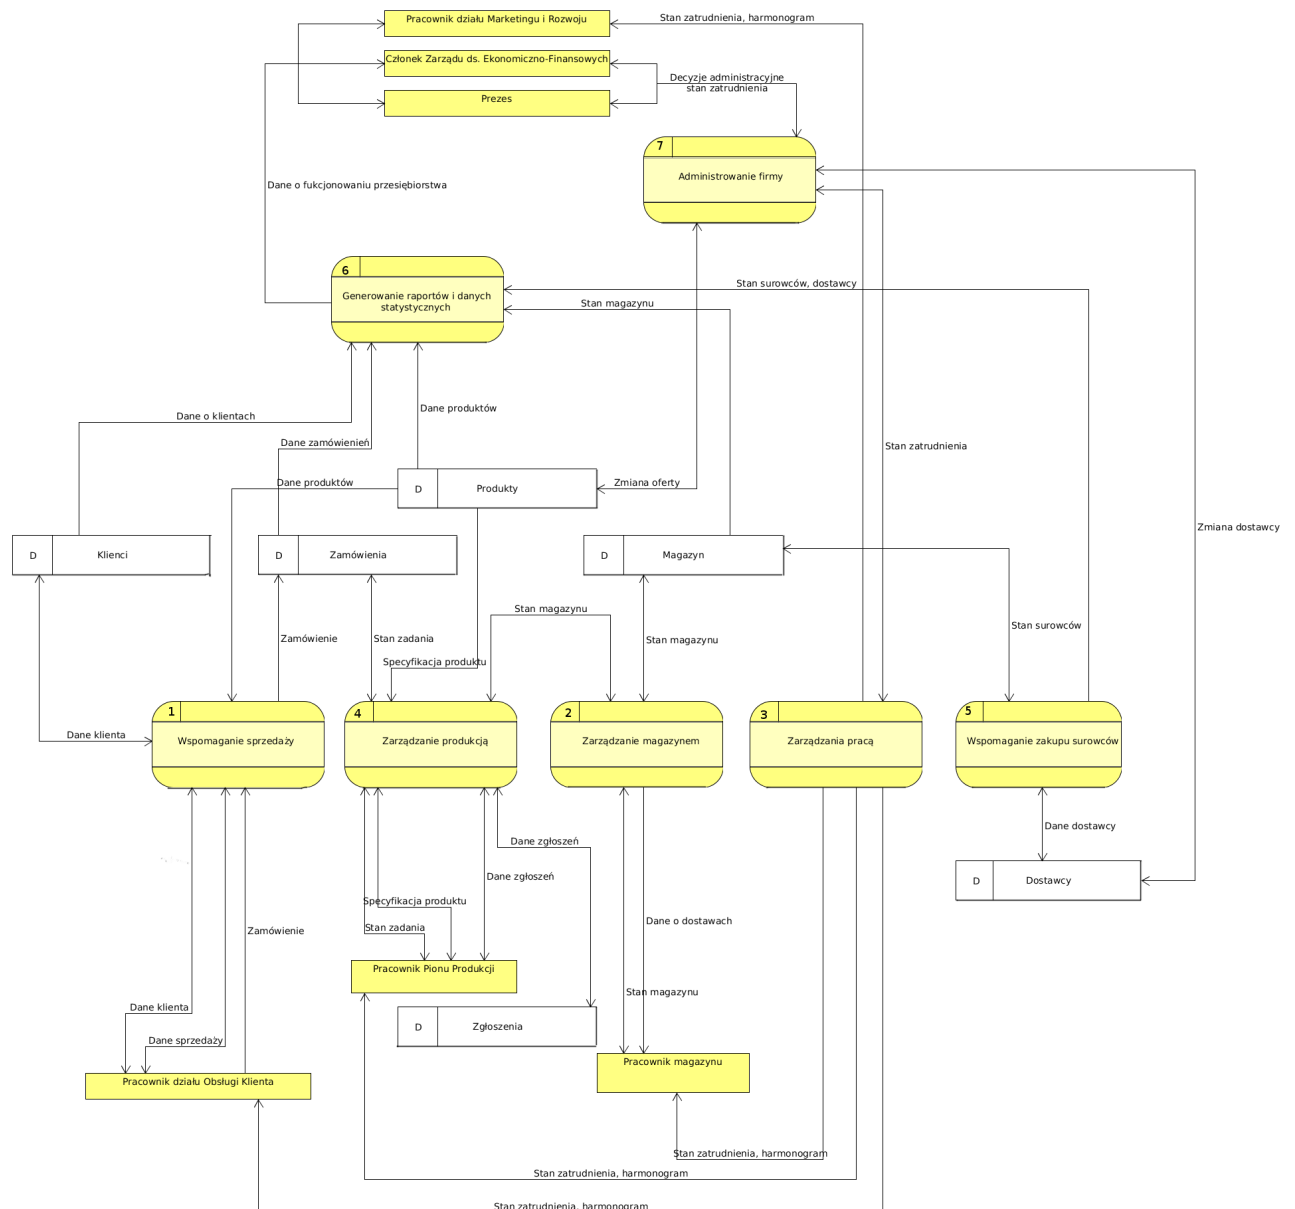 Pracownik działu Marketingu i Rozwoju
Stan zatrudnienia, harmonogram
Członek Zarządu ds. Ekonomiczno-Finansowych
Decyzje administracyjne
stan zatrudnienia
Prezes
7
Administrowanie firmy
Dane o fukcjonowaniu przesiębiorstwa
6
Generowanie raportów i danych
statystycznych
Stan surowców, dostawcy
Stan magazynu
Dane o klientach
Dane produktów
Dane zamówienień
Stan zatrudnienia
Dane produktów
D
Produkty
Zmiana oferty
Zmiana dostawcy
D
Klienci
D
Zamówienia
D
Magazyn
Stan magazynu
Stan surowców
Zamówienie
Stan zadania
Stan magazynu
Specyfikacja produktu
1
Wspomaganie sprzedaży
4
Zarządzanie produkcją
2
Zarządzanie magazynem
3
Zarządzania pracą
5
Wspomaganie zakupu surowców
Dane klienta
Dane zgłoszeń
Dane dostawcy
Dane zgłoszeń
D
Dostawcy
Specyfikacja produktu
Stan zadania
Zamówienie
Dane o dostawach
Pracownik Pionu Produkcji
Stan magazynu
Dane klienta
D
Zgłoszenia
Dane sprzedaży
Pracownik magazynu
Pracownik działu Obsługi Klienta
Stan zatrudnienia, harmonogram
Stan zatrudnienia, harmonogram
Stan zatrudnienia, harmonogram